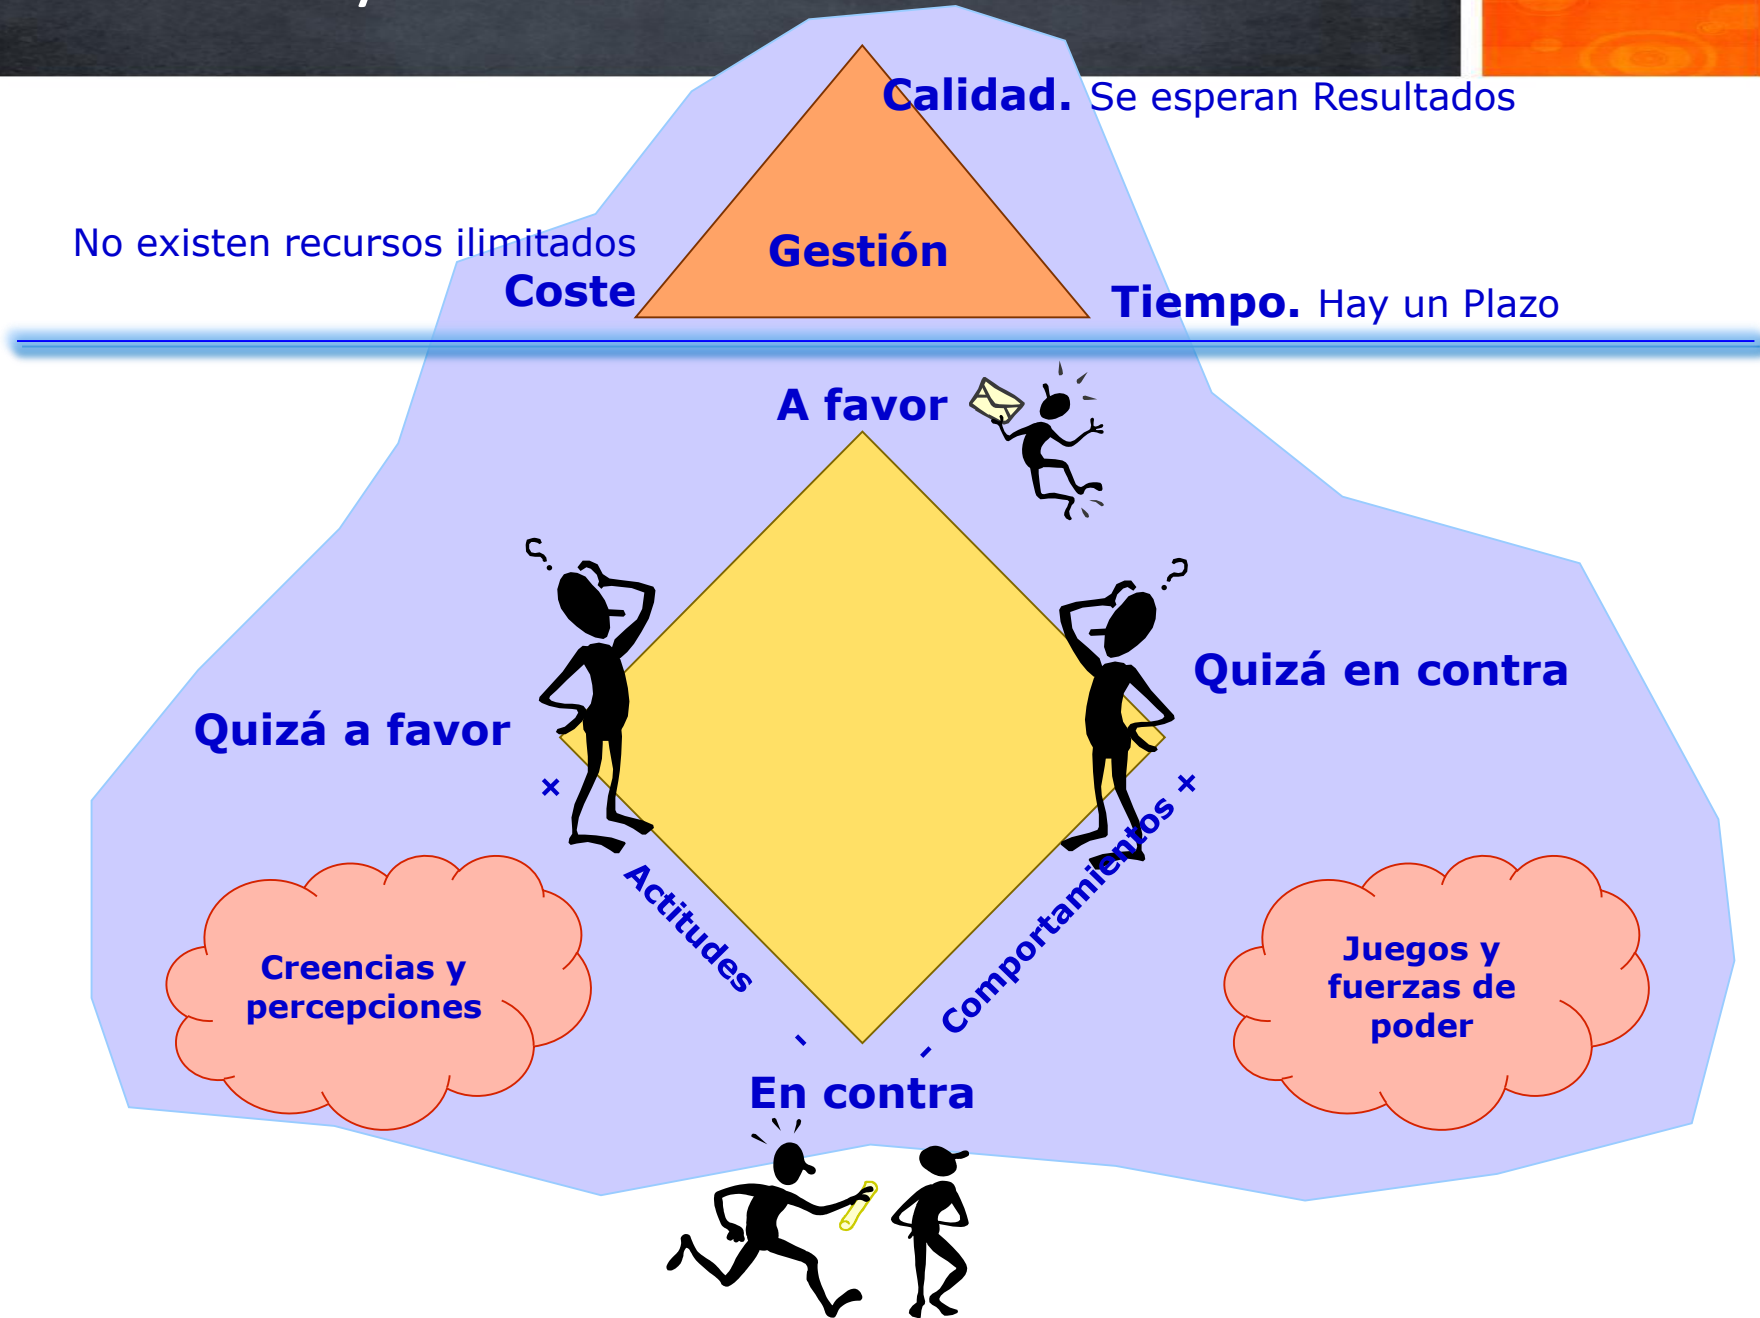 Calidad. Se esperan Resultados
No existen recursos ilimitados
Gestión
Coste
Tiempo. Hay un Plazo
A favor
?
?
Quizá en contra
Quizá a favor
+ Actitudes -
- Comportamientos +
Creencias y
percepciones
Juegos y
fuerzas de
poder
En contra